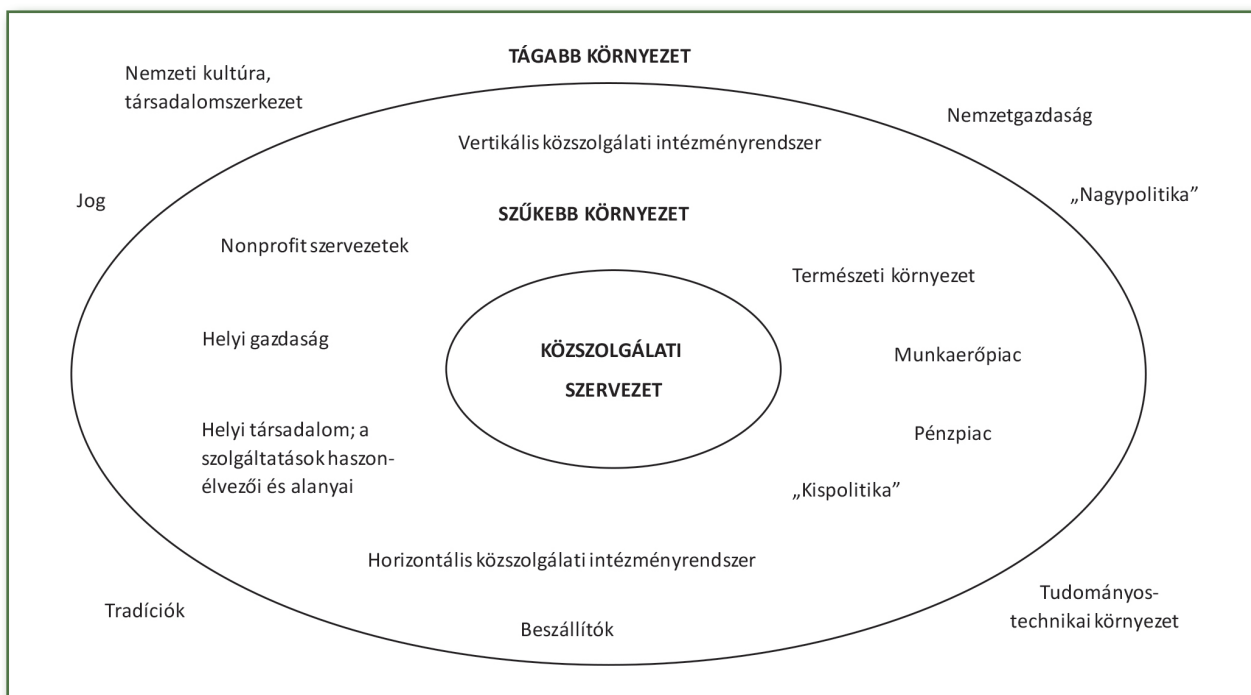 TÁGABB KÖRNYEZET
Nemzeti kultúra,
társadalomszerkezet
Nemzetgazdaság
Vertikális közszolgálati intézményrendszer
Jog
„Nagypolitika”
SZŰKEBB KÖRNYEZET
Nonprofit szervezetek
Természeti környezet
Helyi gazdaság
KÖZSZOLGÁLATI
SZERVEZET
Munkaerőpiac
Helyi társadalom; a
szolgáltatások haszon-
élvezői és alanyai
Pénzpiac
„Kispolitika”
Horizontális közszolgálati intézményrendszer
Tradíciók
Beszállítók
Tudományos-
technikai környezet